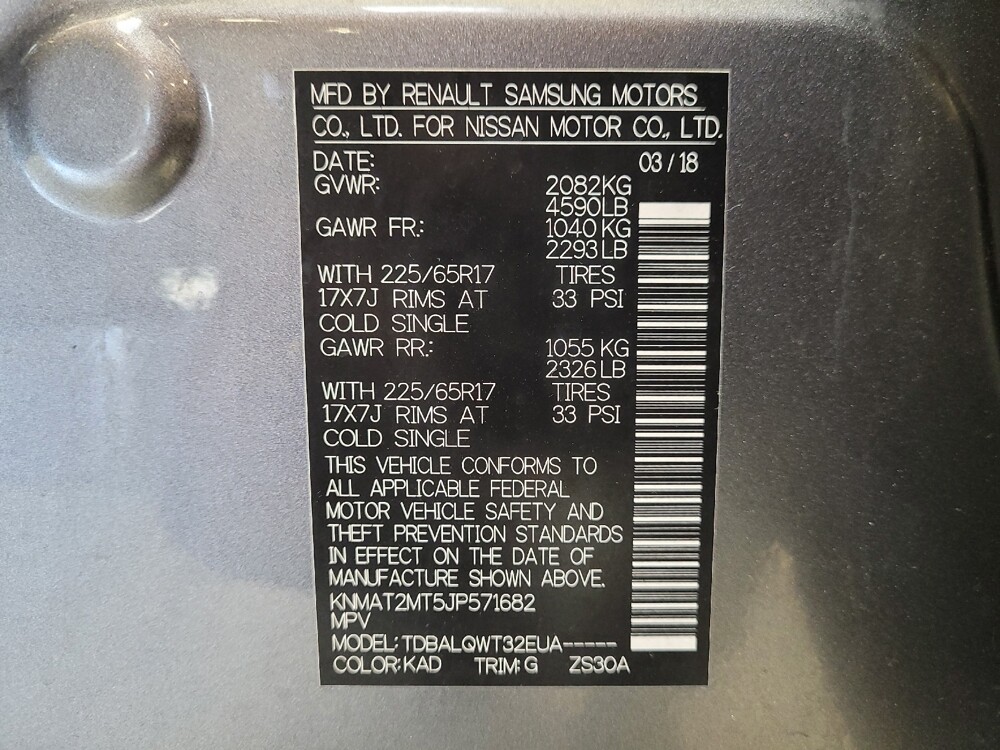 MFD BY RENAULT SAMSUNG MOTORS
CO., LTD. FOR NISSAN MOTOR CO., LTD.
DATE: 03 / 18
GVWR: 2082KG
4590LB
GAWR FR.: 1040 KG
2293 LB
WITH 225/65R17 TIRES
17X7J RIMS AT 33 PSI
COLD SINGLE
GAWR RR.: 1055 KG
2326 LB
WITH 225/65R17 TIRES
17X7J RIMS AT 33 PSI
COLD SINGLE
THIS VEHICLE CONFORMS TO
ALL APPLICABLE FEDERAL
MOTOR VEHICLE SAFETY AND
THEFT PREVENTION STANDARDS
IN EFFECT ON THE DATE OF
MANUFACTURE SHOWN ABOVE.
KNMAT2MT5JP571682
MPV
MODEL: TDBALQWT32EUA-----
COLOR: KAD TRIM: G ZS30A